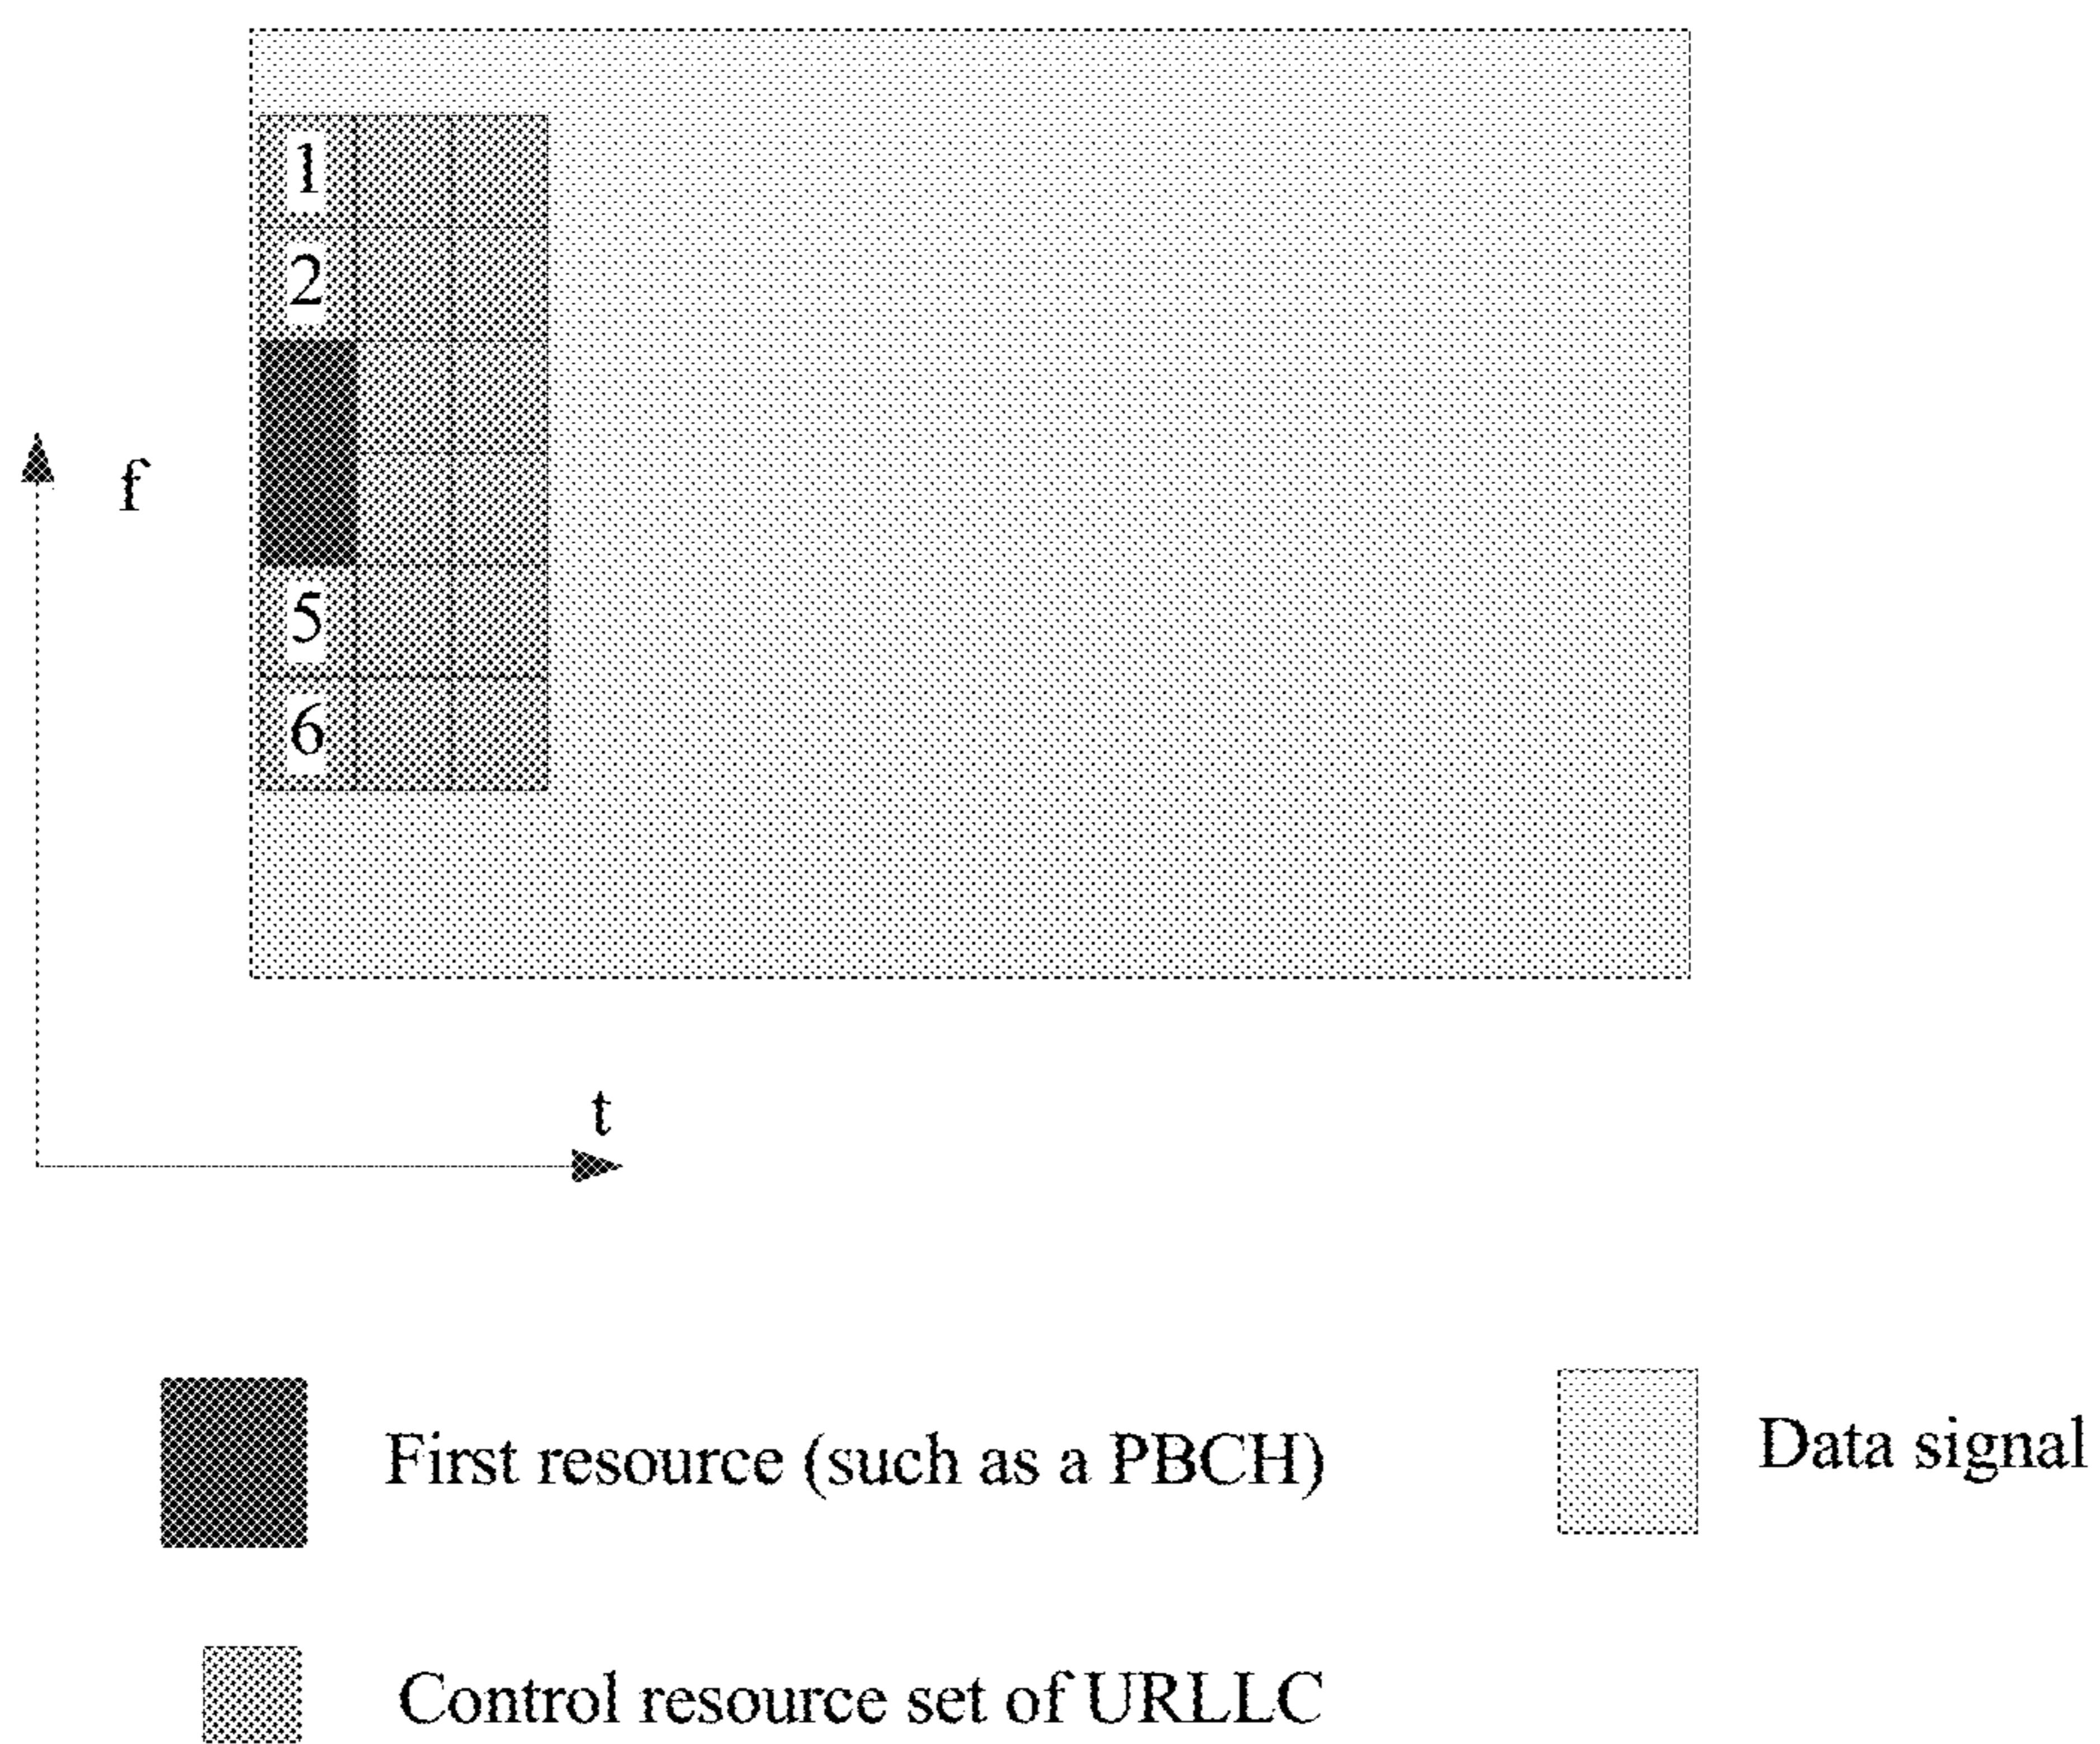 1
2
f
5
6
t
First resource (such as a PBCH)
Data signal
Control resource set of URLLC